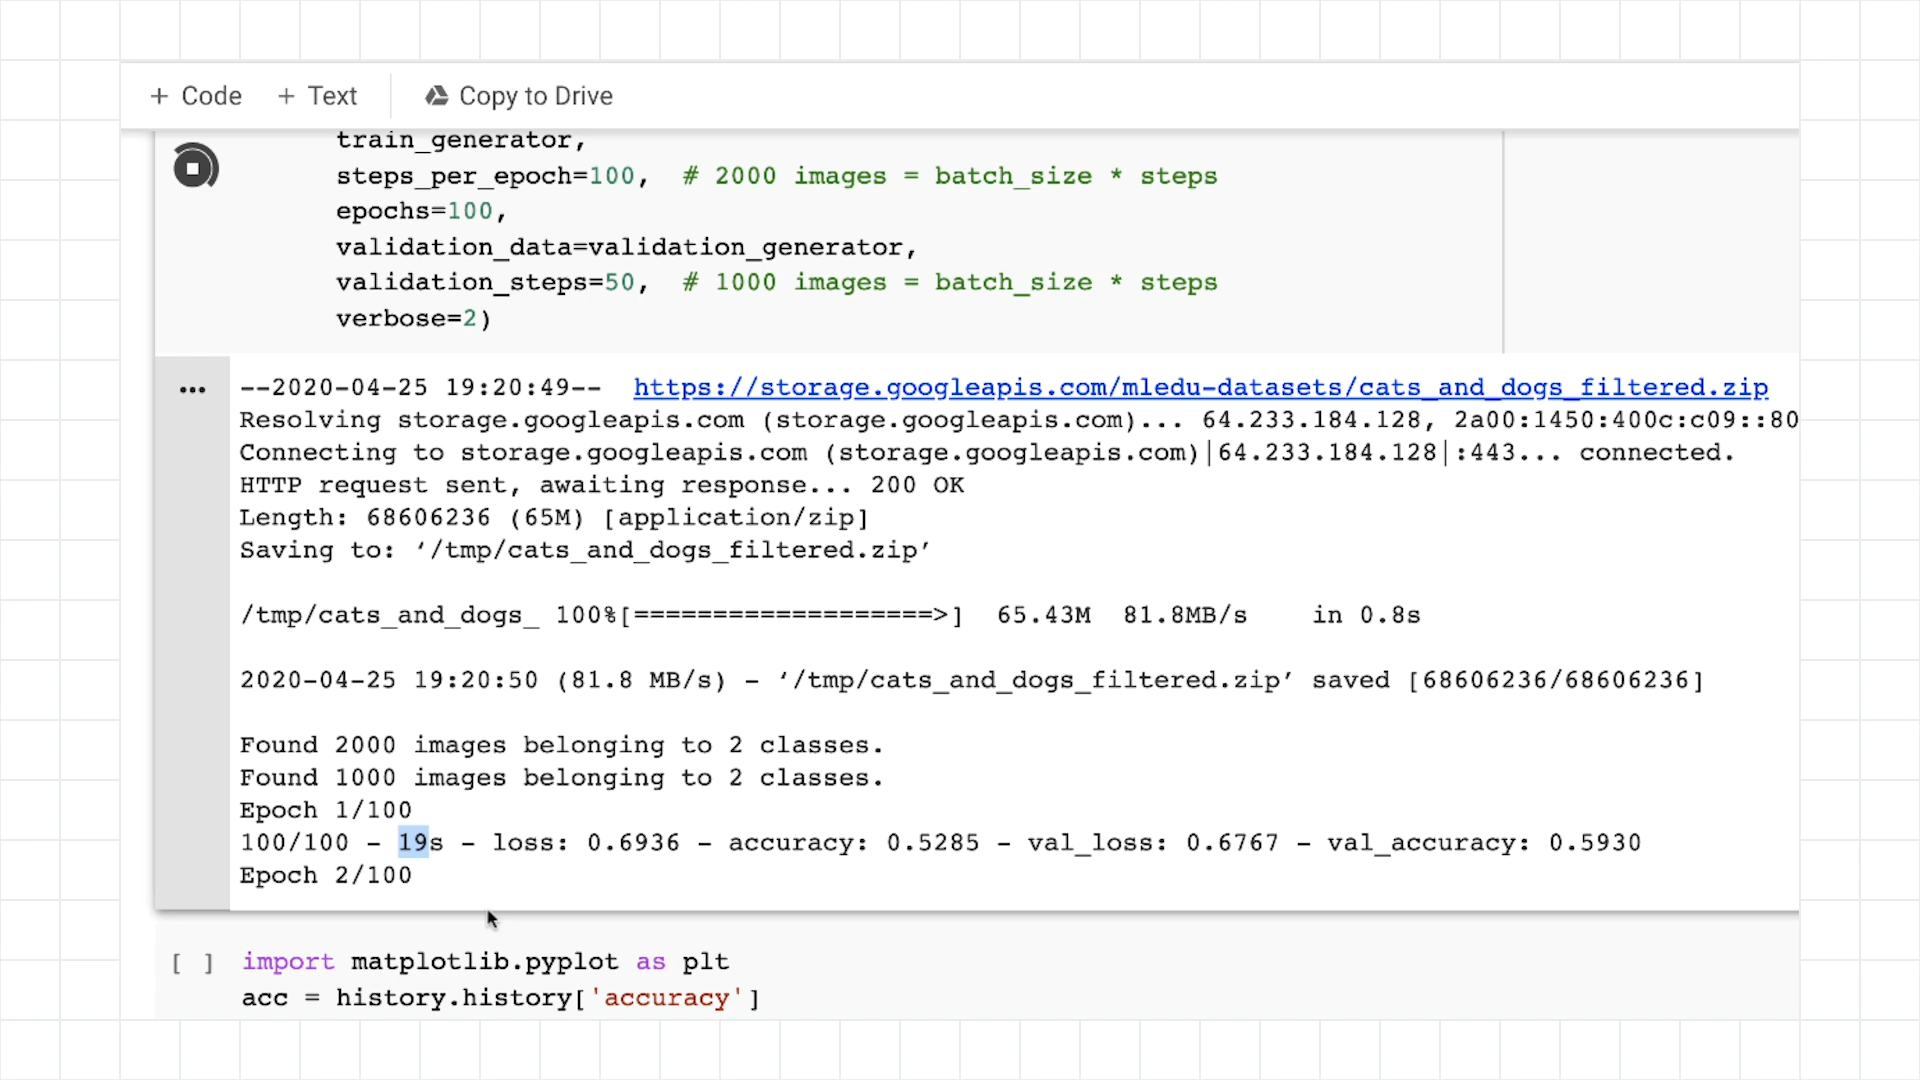 + Code + Text Copy to Drive
train_generator,
steps_per_epoch=100,  # 2000 images = batch_size * steps
epochs=100,
validation_data=validation_generator,
validation_steps=50,  # 1000 images = batch_size * steps
verbose=2)
--2020-04-25 19:20:49--  https://storage.googleapis.com/mledu-datasets/cats_and_dogs_filtered.zip
Resolving storage.googleapis.com (storage.googleapis.com)... 64.233.184.128, 2a00:1450:400c:c09::80
Connecting to storage.googleapis.com (storage.googleapis.com)|64.233.184.128|:443... connected.
HTTP request sent, awaiting response... 200 OK
Length: 68606236 (65M) [application/zip]
Saving to: ‘/tmp/cats_and_dogs_filtered.zip’
/tmp/cats_and_dogs_ 100%[===================>]  65.43M  81.8MB/s    in 0.8s
2020-04-25 19:20:50 (81.8 MB/s) - ‘/tmp/cats_and_dogs_filtered.zip’ saved [68606236/68606236]
Found 2000 images belonging to 2 classes.
Found 1000 images belonging to 2 classes.
Epoch 1/100
100/100 - 19s - loss: 0.6936 - accuracy: 0.5285 - val_loss: 0.6767 - val_accuracy: 0.5930
Epoch 2/100
[ ] import matplotlib.pyplot as plt
acc = history.history['accuracy']